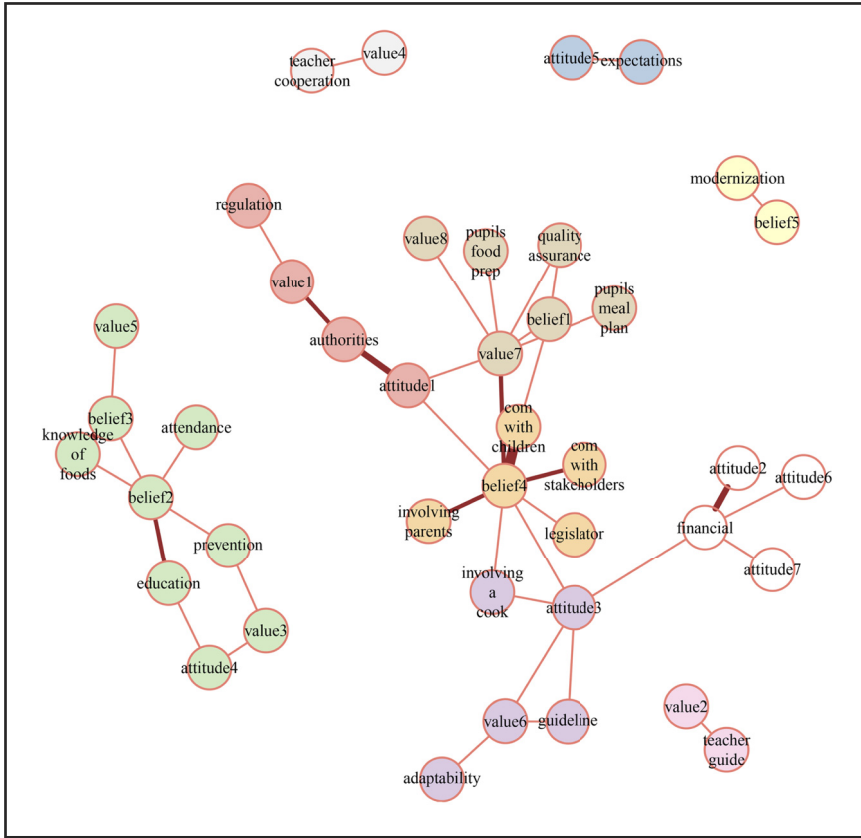 value4
teacher
cooperation
attitude5
expectations
modernization
belief5
regulation
value8
pupils
food
prep
quality
assurance
value1
pupils
meal
plan
belief1
value5
authorities
value7
attitude1
belief3
attendance
knowledge
of
foods
com
with
children
com
with
stakeholders
attitude2
attitude6
belief4
belief2
involving
parents
legislator
financial
prevention
attitude7
education
involving
a
cook
attitude3
value3
attitude4
value6
guideline
value2
teacher
guide
adaptability